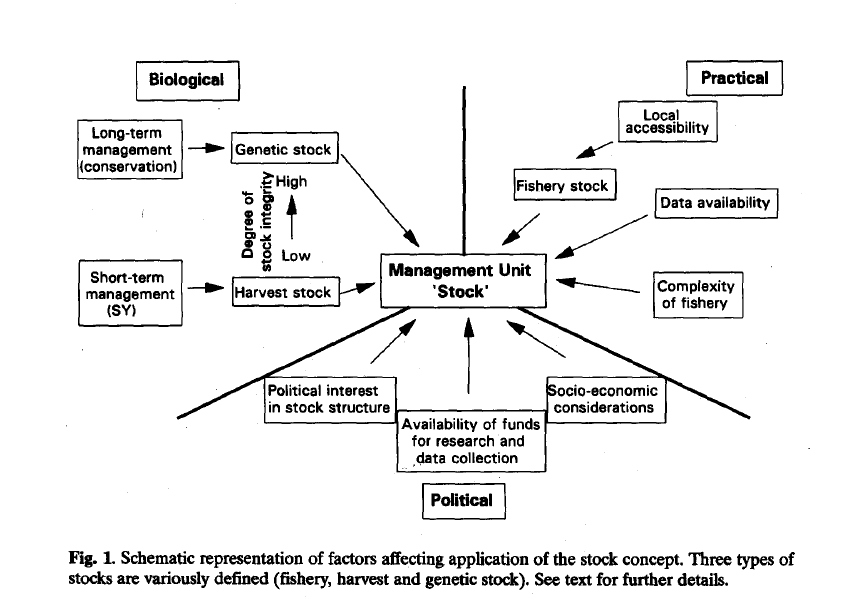 Biological
Practical
Long-term
management
(conservation)
Genetic stock
Local
accessibility
High
Fishery stock
Degree of
stock integrity
Data availability
Low
Management Unit
'Stock'
Short-term
management
(SY)
Harvest stock
Complexity
of fishery
Political interest
in stock structure
Availability of funds
for research and
data collection
Socio-economic
considerations
Political
Fig. 1. Schematic representation of factors affecting application of the stock concept. Three types of
stocks are variously defined (fishery, harvest and genetic stock). See text for further details.